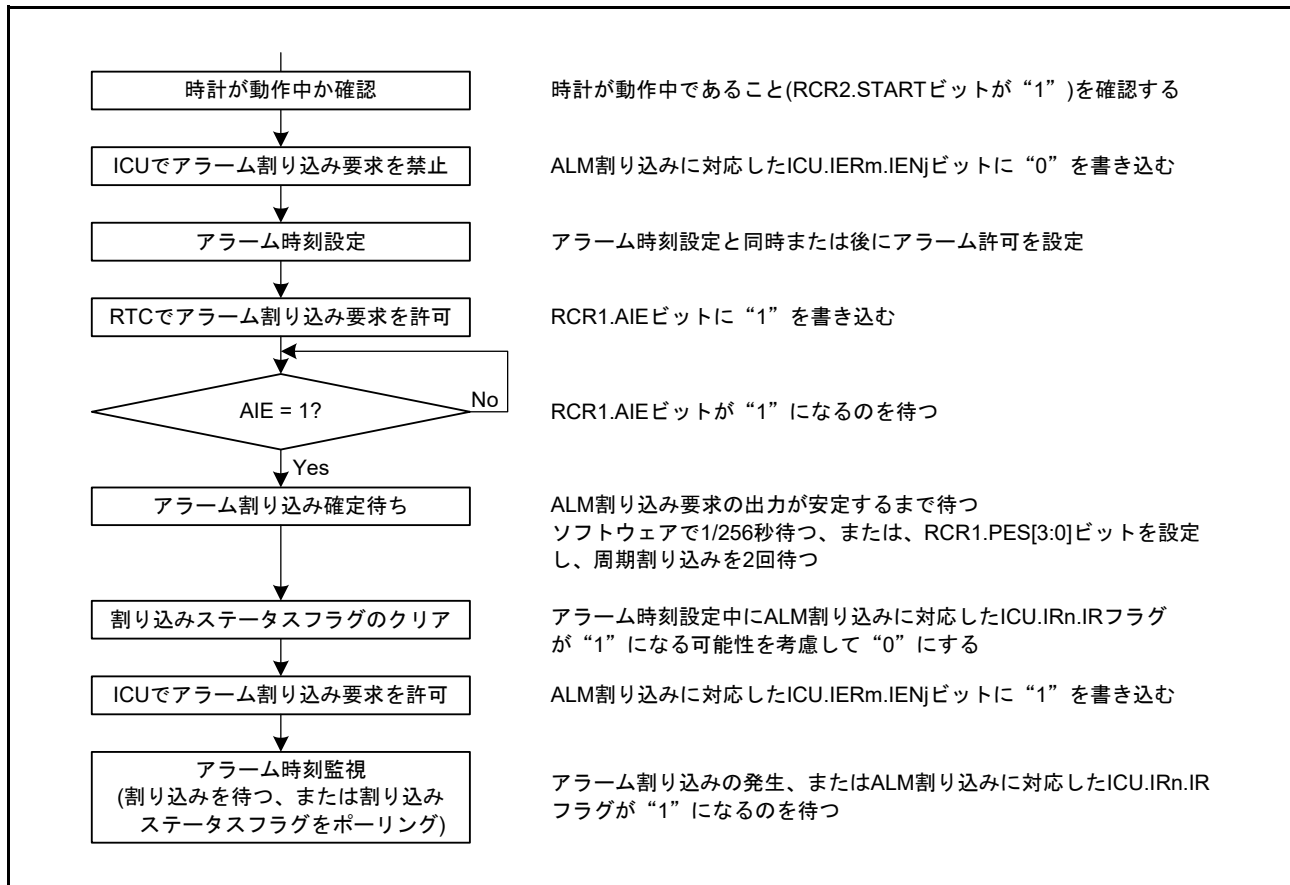 時計が動作中か確認
時計が動作中であること(RCR2.STARTビットが“1”)を確認する
ICUでアラーム割り込み要求を禁止
ALM割り込みに対応したICU.IERm.IENjビットに“0”を書き込む
アラーム時刻設定
アラーム時刻設定と同時または後にアラーム許可を設定
RTCでアラーム割り込み要求を許可
RCR1.AIEビットに“1”を書き込む
AIE = 1?
No
RCR1.AIEビットが“1”になるのを待つ
Yes
アラーム割り込み確定待ち
ALM割り込み要求の出力が安定するまで待つ
ソフトウェアで1/256秒待つ、または、RCR1.PES[3:0]ビットを設定
し、周期割り込みを2回待つ
割り込みステータスフラグのクリア
アラーム時刻設定中にALM割り込みに対応したICU.IRn.IRフラグ
が“1”になる可能性を考慮して“0”にする
ICUでアラーム割り込み要求を許可
ALM割り込みに対応したICU.IERm.IENjビットに“1”を書き込む
アラーム時刻監視
(割り込みを待つ、または割り込み
ステータスフラグをポーリング)
アラーム割り込みの発生、またはALM割り込みに対応したICU.IRn.IR
フラグが“1”になるのを待つ